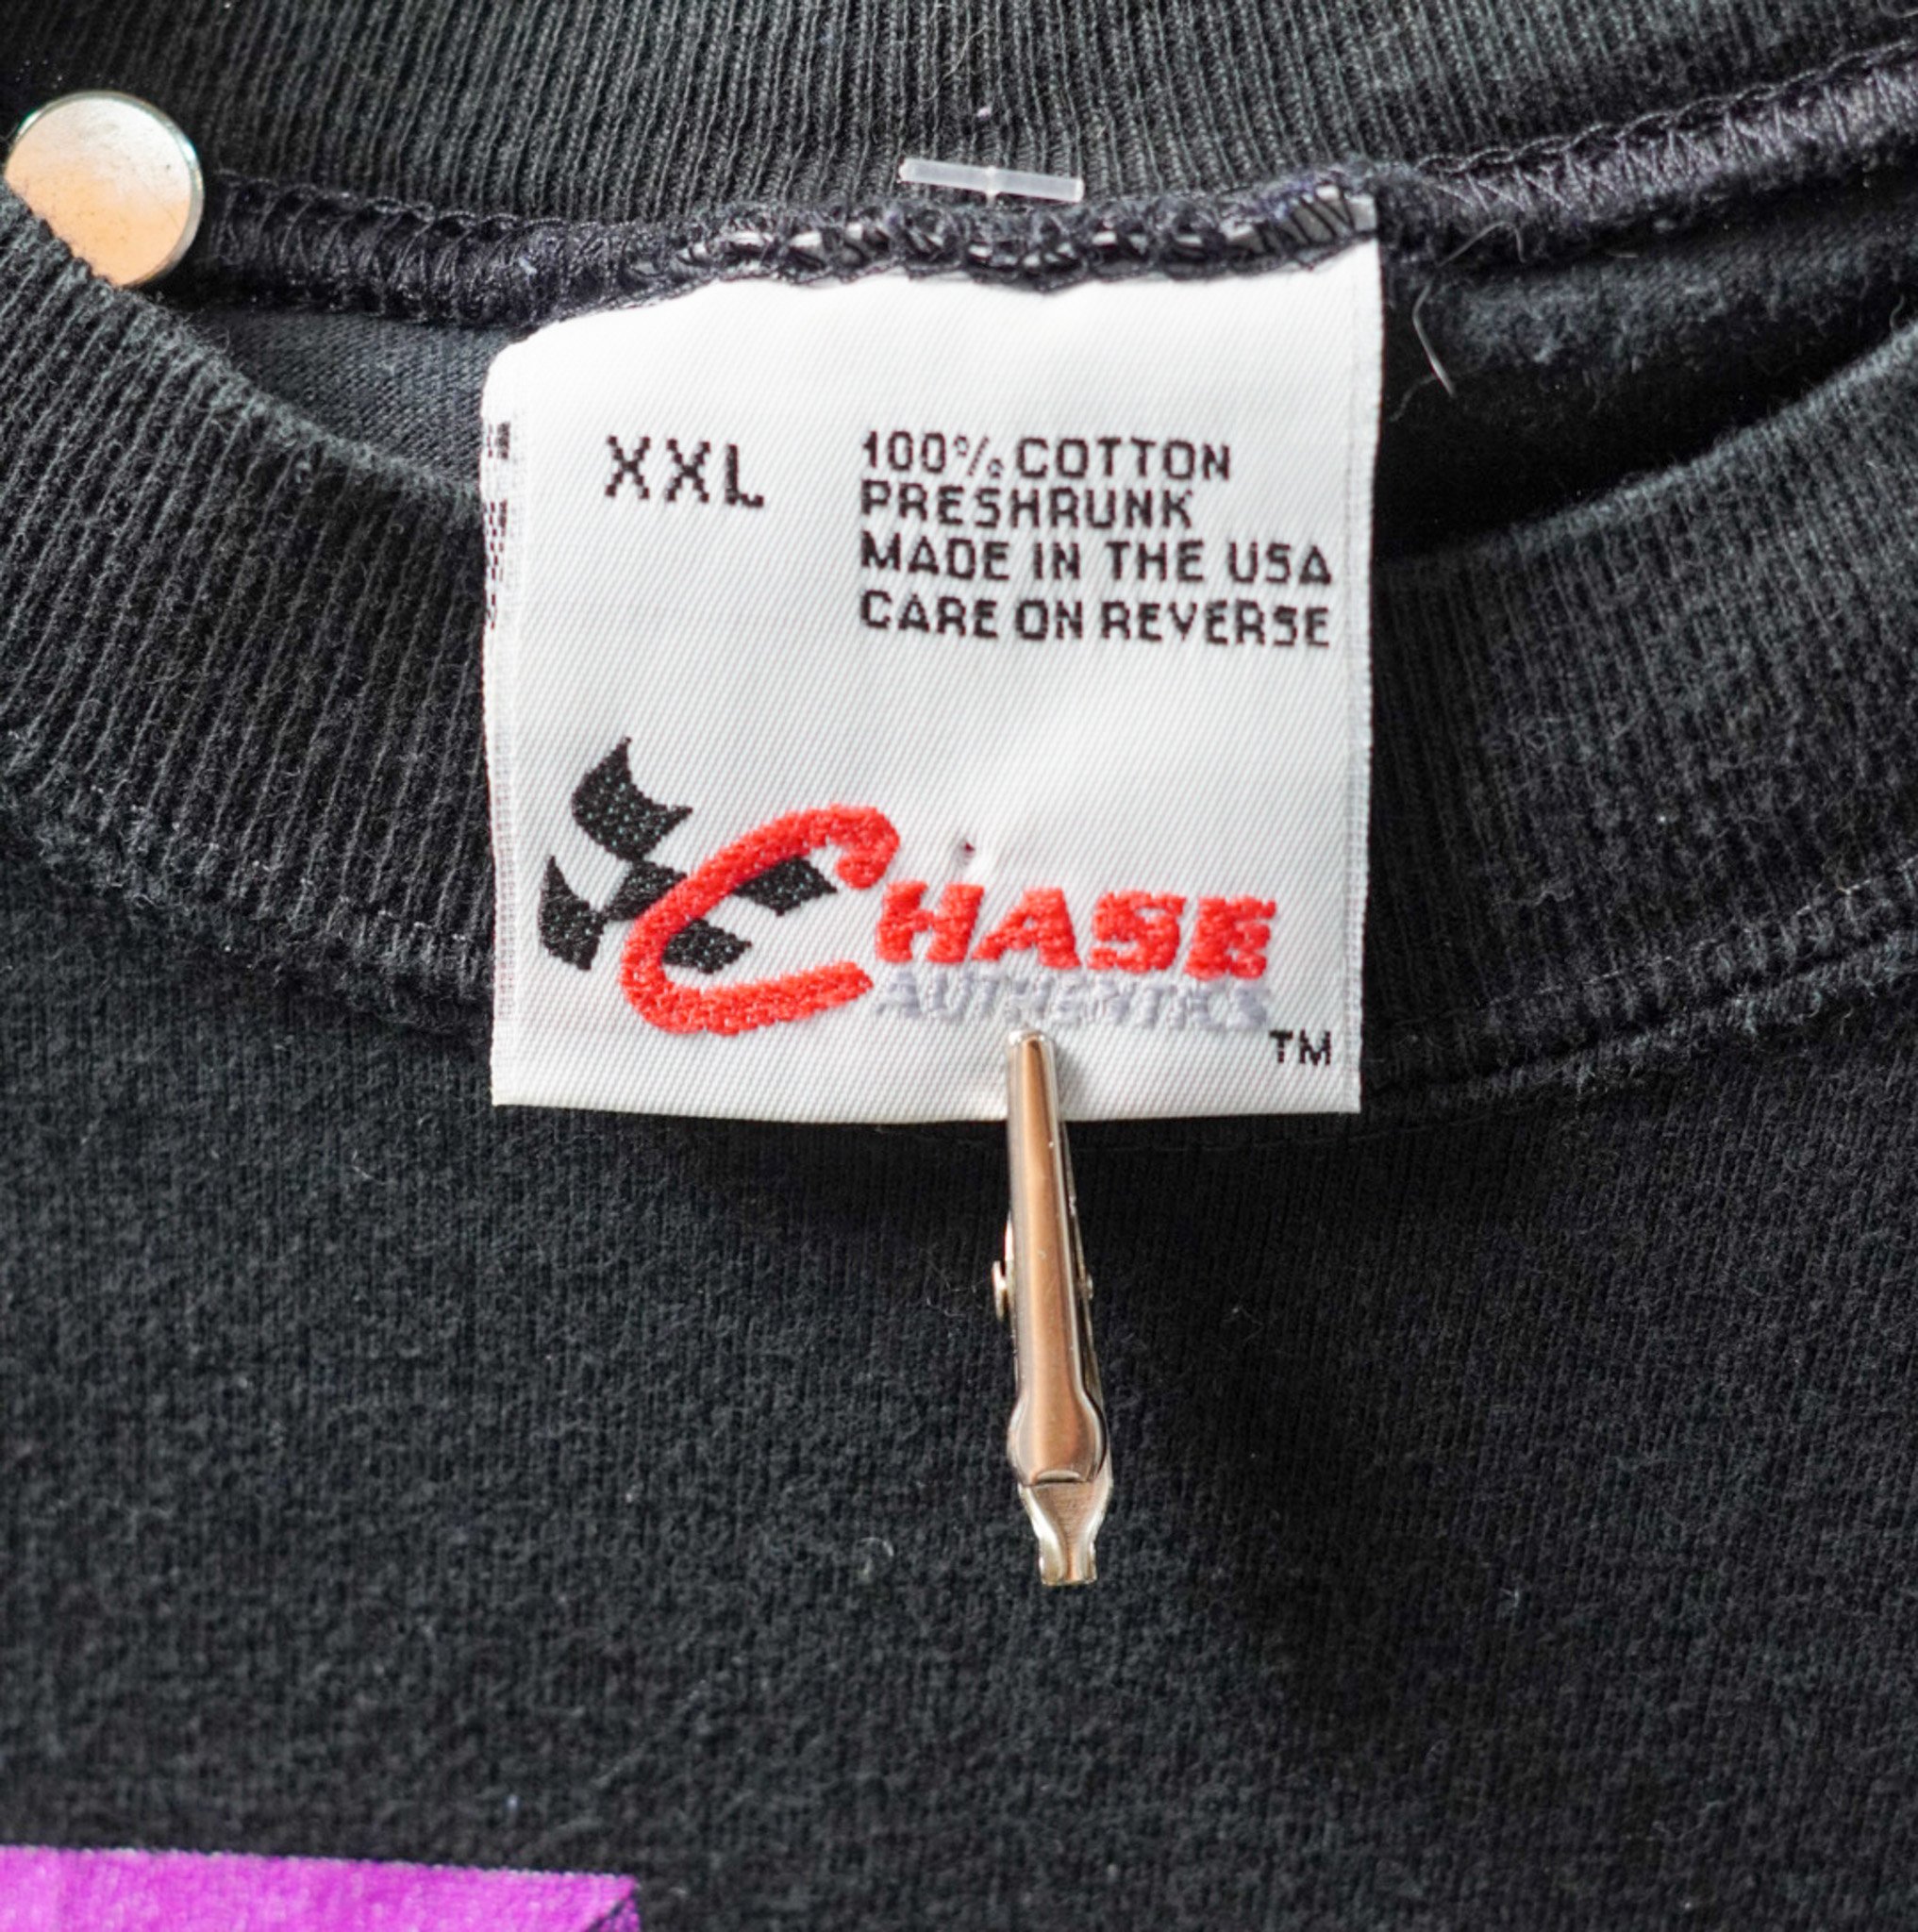 XXL
100% COTTON
PRESHRUNK
MADE IN THE USA
CARE ON REVERSE
CHASE
AUTHENTICS
TM